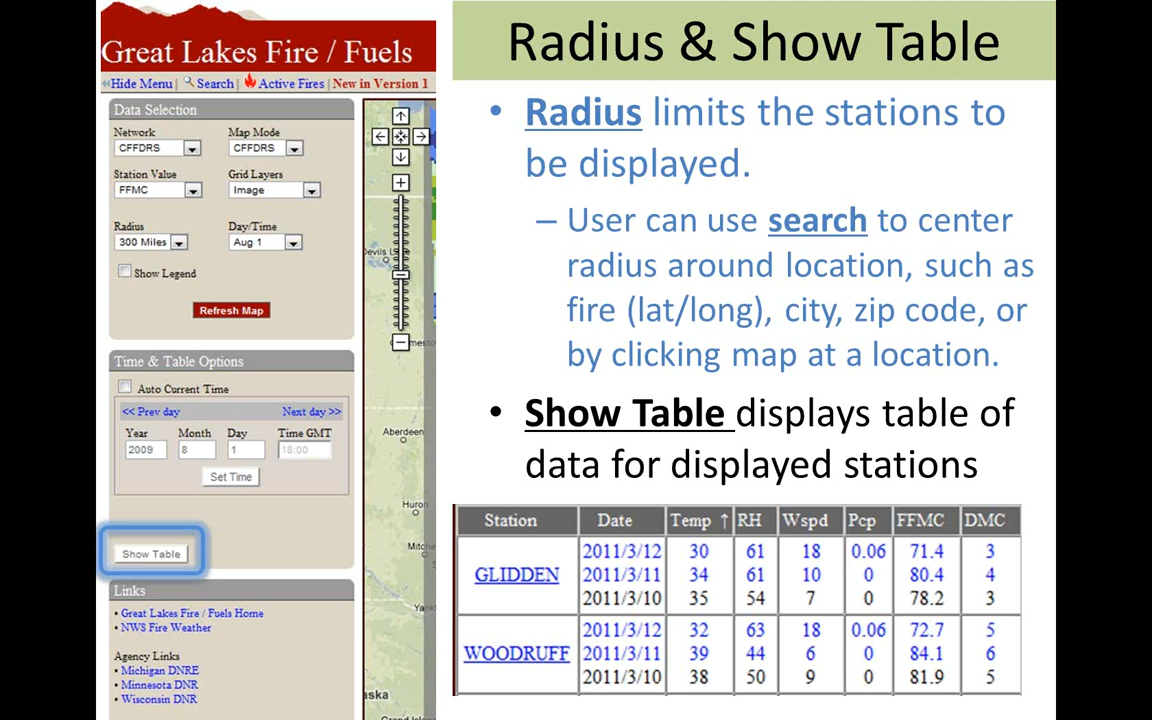 Great Lakes Fire / Fuels
Hide Menu | Search | Active Fires | New in Version 1
Data Selection
Network Map Mode
CFFDRS CFFDRS
Station Value Grid Layers
FFMC Image
Radius Day/Time
300 Miles Aug 1
Show Legend
Refresh Map
Time & Table Options
Auto Current Time
<< Prev day Next day >>
Year Month Day Time GMT
2009 8 1 18:00
Set Time
Show Table
Links
• Great Lakes Fire / Fuels Home
• NWS Fire Weather
Agency Links
• Michigan DNRE
• Minnesota DNR
• Wisconsin DNR
Devils L
mest
Aberdeen
Huron
Mitche
Yan
aska
Grand Isl
Radius & Show Table
• Radius limits the stations to
be displayed.
– User can use search to center
radius around location, such as
fire (lat/long), city, zip code, or
by clicking map at a location.
• Show Table displays table of
data for displayed stations
Station Date Temp ↑ RH Wspd Pcp FFMC DMC
2011/3/12 30 61 18 0.06 71.4 3
GLIDDEN 2011/3/11 34 61 10 0 80.4 4
2011/3/10 35 54 7 0 78.2 3
2011/3/12 32 63 18 0.06 72.7 5
WOODRUFF 2011/3/11 39 44 6 0 84.1 6
2011/3/10 38 50 9 0 81.9 5